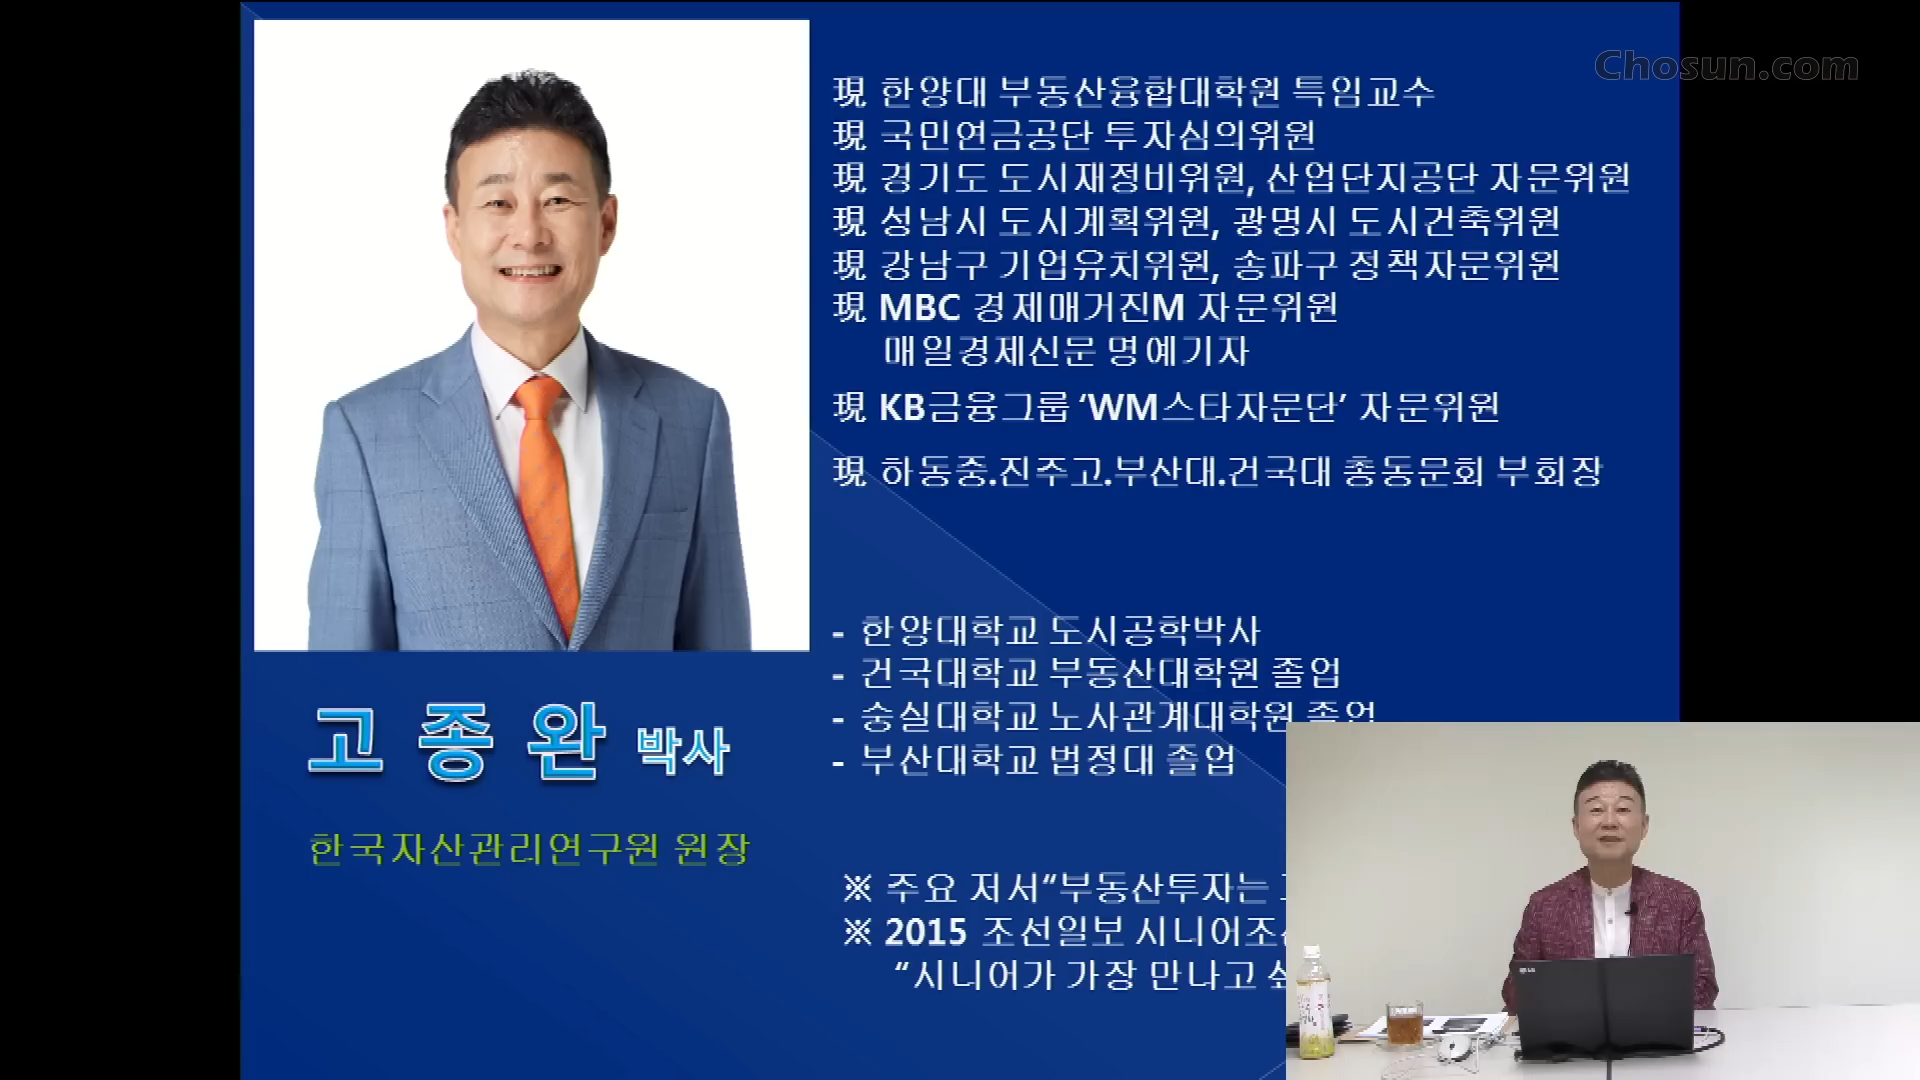 Chosun.com
現 한양대 부동산융합대학원 특임교수
現 국민연금공단 투자심의위원
現 경기도 도시재정비위원, 산업단지공단 자문위원
現 성남시 도시계획위원, 광명시 도시건축위원
現 강남구 기업유치위원, 송파구 정책자문위원
現 MBC 경제매거진M 자문위원
매일경제신문 명예기자
現 KB금융그룹 ‘WM스타자문단’ 자문위원
現 하동중.진주고.부산대.건국대 총동문회 부회장
- 한양대학교 도시공학박사
- 건국대학교 부동산대학원 졸업
- 숭실대학교 노사관계대학원 졸업
- 부산대학교 법정대 졸업
고 종 완 박사
한국자산관리연구원 원장
※ 주요 저서“부동산투자는
※ 2015 조선일보 시니어조선
“시니어가 가장 만나고